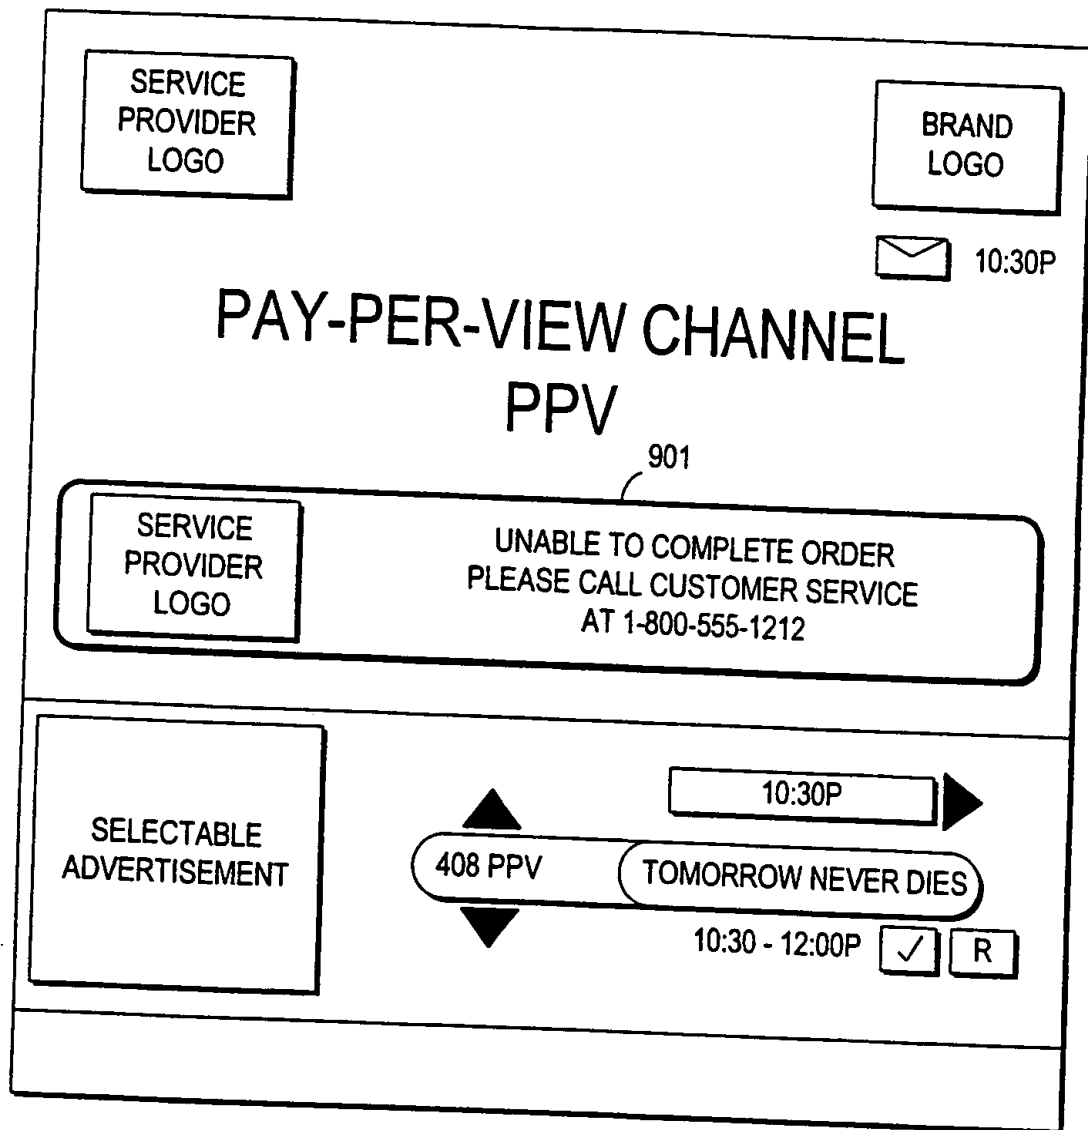 SERVICE
PROVIDER
LOGO
BRAND
LOGO
10:30P
PAY-PER-VIEW CHANNEL
PPV
901
SERVICE
PROVIDER
LOGO
UNABLE TO COMPLETE ORDER
PLEASE CALL CUSTOMER SERVICE
AT 1-800-555-1212
SELECTABLE
ADVERTISEMENT
10:30P
408 PPV
TOMORROW NEVER DIES
10:30 - 12:00P
R